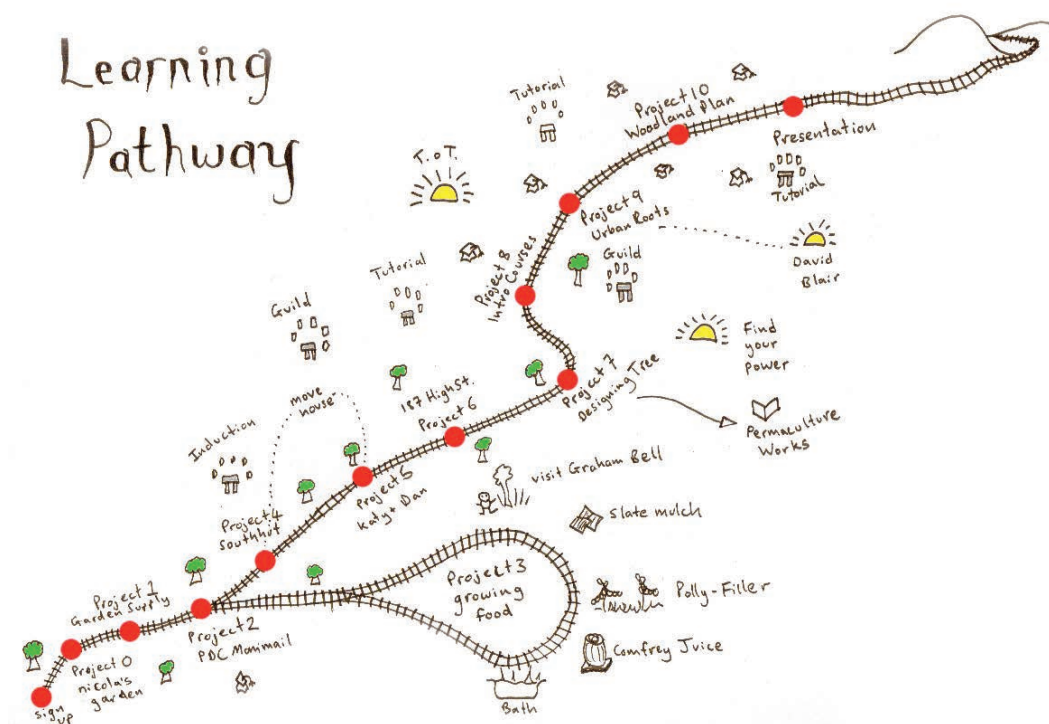 Learning
Pathway
Tutorial
Project 10
Woodland Plan
Presentation
Tutorial
T.o.T.
Project 9
Urban Roots
Guild
David
Blair
Project 8
Intro Courses
Tutorial
Guild
Find
your
power
Project 7
Designing Tree
Permaculture
Works
187 High St.
Project 6
move
house
Induction
Project 5
Katy + Dan
visit Graham Bell
Slate mulch
Project 4
Southhut
Project 3
growing
food
Polly-Filler
Comfrey Juice
Bath
Project 1
Garden Supply
Project 2
PDC Monimail
Project 0
nicola's
garden
sign
up